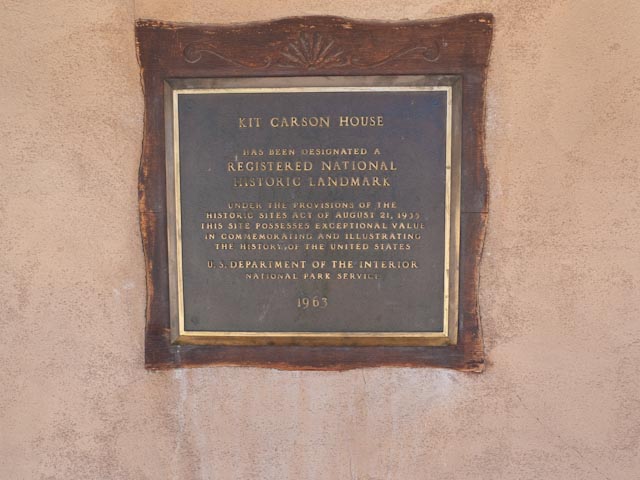 KIT CARSON HOUSE
HAS BEEN DESIGNATED A
REGISTERED NATIONAL
HISTORIC LANDMARK
UNDER THE PROVISIONS OF THE
HISTORIC SITES ACT OF AUGUST 21, 1935
THIS SITE POSSESSES EXCEPTIONAL VALUE
IN COMMEMORATING AND ILLUSTRATING
THE HISTORY OF THE UNITED STATES
U.S. DEPARTMENT OF THE INTERIOR
NATIONAL PARK SERVICE
1963